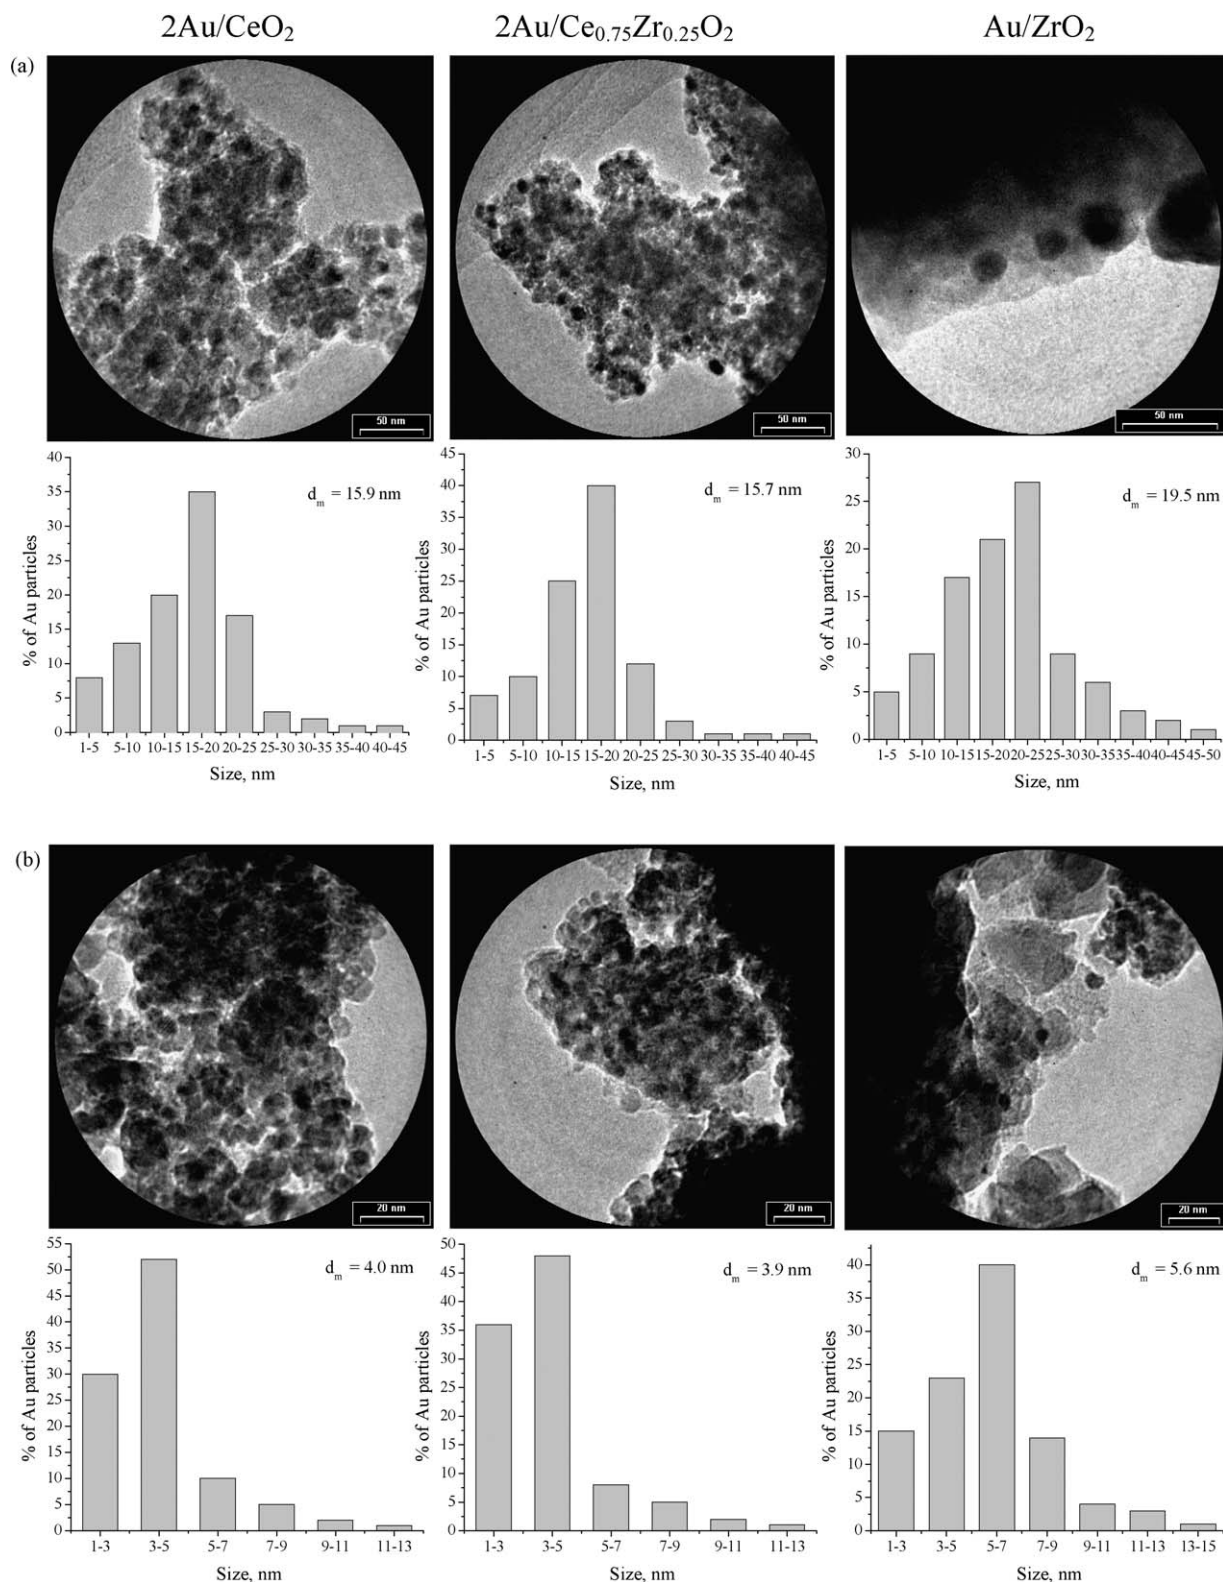 2Au/CeO₂ 2Au/Ce₀.₇₅Zr₀.₂₅O₂ Au/ZrO₂
(a)
50 nm 50 nm 50 nm
% of Au particles
40
35
30
25
20
15
10
5
0
dₘ = 15.9 nm
1-5 5-10 10-15 15-20 20-25 25-30 30-35 35-40 40-45
Size, nm
% of Au particles
45
40
35
30
25
20
15
10
5
0
dₘ = 15.7 nm
1-5 5-10 10-15 15-20 20-25 25-30 30-35 35-40 40-45
Size, nm
% of Au particles
30
25
20
15
10
5
0
dₘ = 19.5 nm
1-5 5-10 10-15 15-20 20-25 25-30 30-35 35-40 40-45 45-50
Size, nm
(b)
20 nm 20 nm 20 nm
% of Au particles
55
50
45
40
35
30
25
20
15
10
5
0
dₘ = 4.0 nm
1-3 3-5 5-7 7-9 9-11 11-13
Size, nm
% of Au particles
50
45
40
35
30
25
20
15
10
5
0
dₘ = 3.9 nm
1-3 3-5 5-7 7-9 9-11 11-13
Size, nm
% of Au particles
40
35
30
25
20
15
10
5
0
dₘ = 5.6 nm
1-3 3-5 5-7 7-9 9-11 11-13 13-15
Size, nm